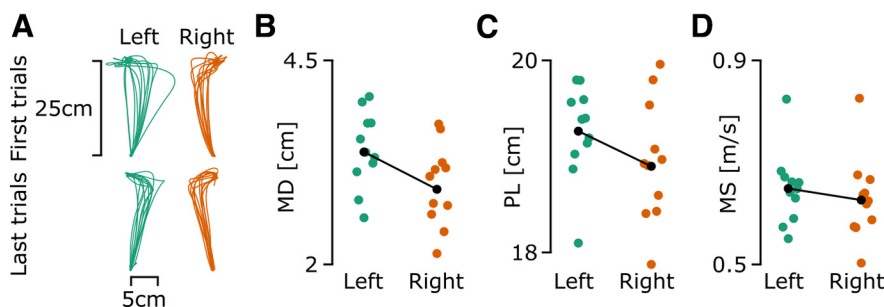 A
Left Right
First trials
25cm
Last trials
5cm
B
4.5
MD [cm]
2
Left Right
C
20
PL [cm]
18
Left Right
D
0.9
MS [m/s]
0.5
Left Right